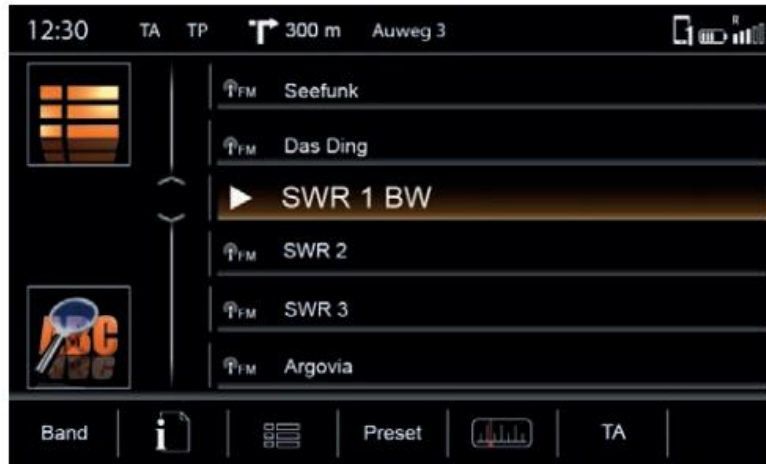 12:30 TA TP 300 m Auweg 3 1 R
FM Seefunk
FM Das Ding
SWR 1 BW
FM SWR 2
FM SWR 3
ABC
FM Argovia
Band i Preset TA